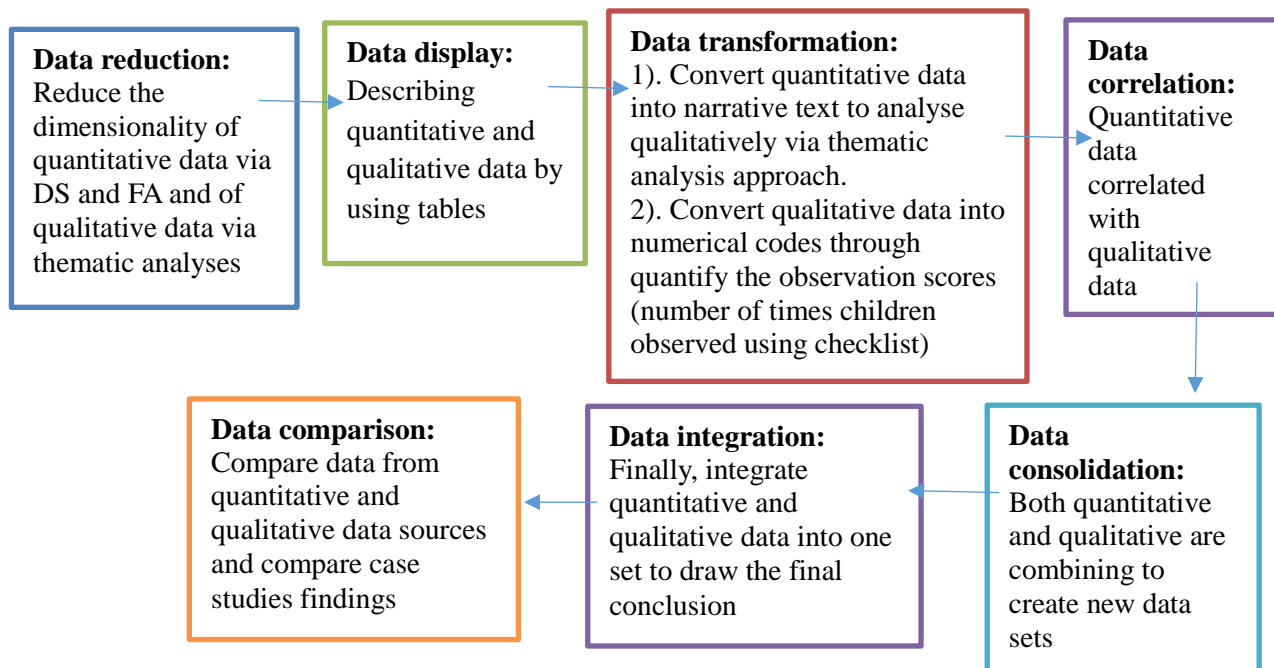 Data reduction:
Reduce the
dimensionality of
quantitative data via
DS and FA and of
qualitative data via
thematic analyses
Data display:
Describing
quantitative and
qualitative data by
using tables
Data transformation:
1). Convert quantitative data
into narrative text to analyse
qualitatively via thematic
analysis approach.
2). Convert qualitative data into
numerical codes through
quantify the observation scores
(number of times children
observed using checklist)
Data
correlation:
Quantitative
data
correlated
with
qualitative
data
Data
consolidation:
Both quantitative
and qualitative are
combining to
create new data
sets
Data integration:
Finally, integrate
quantitative and
qualitative data into one
set to draw the final
conclusion
Data comparison:
Compare data from
quantitative and
qualitative data sources
and compare case
studies findings